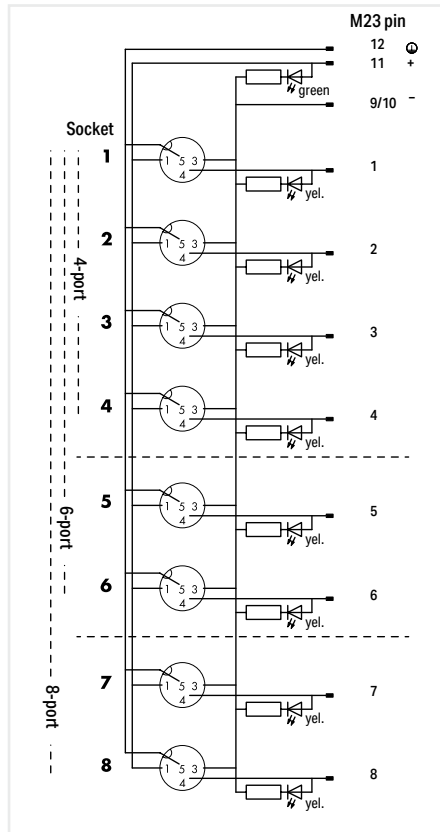 M23 pin
12
11 +
green
9/10 –
Socket
1
1 5 3
4
1
yel.
2
1 5 3
4
2
yel.
3
1 5 3
4
3
yel.
4
1 5 3
4
4
yel.
4-port
5
1 5 3
4
5
yel.
6
1 5 3
4
6
yel.
6-port
7
1 5 3
4
7
yel.
8
1 5 3
4
8
yel.
8-port